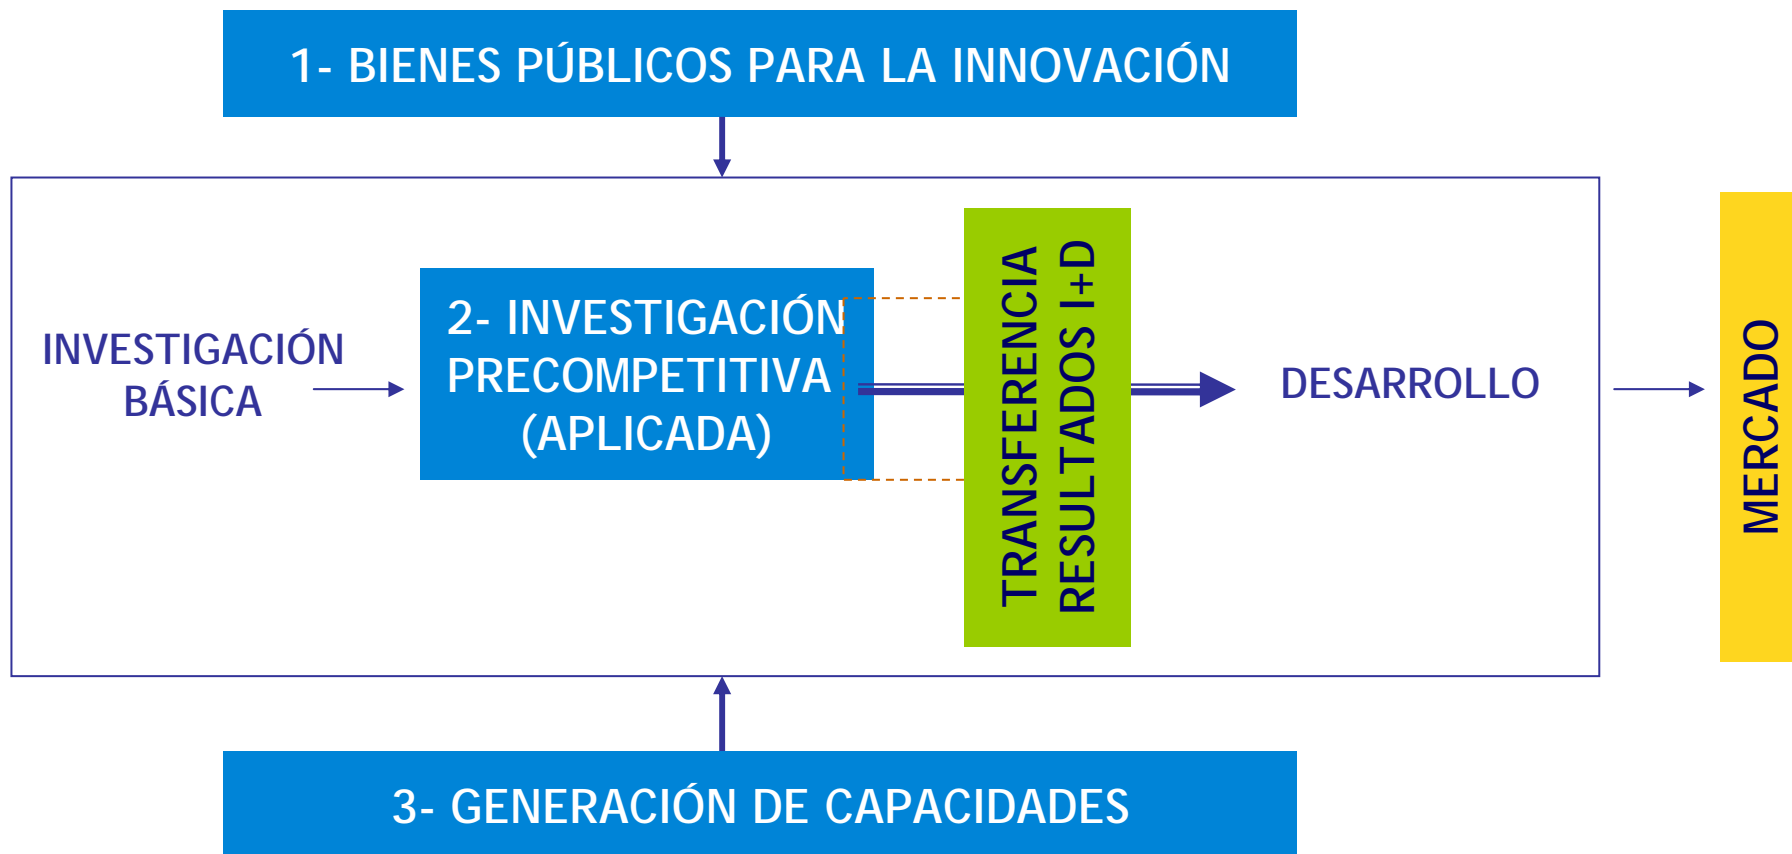 1- BIENES PÚBLICOS PARA LA INNOVACIÓN
INVESTIGACIÓN
BÁSICA
2- INVESTIGACIÓN
PRECOMPETITIVA
(APLICADA)
TRANSFERENCIA
RESULTADOS I+D
DESARROLLO
MERCADO
3- GENERACIÓN DE CAPACIDADES